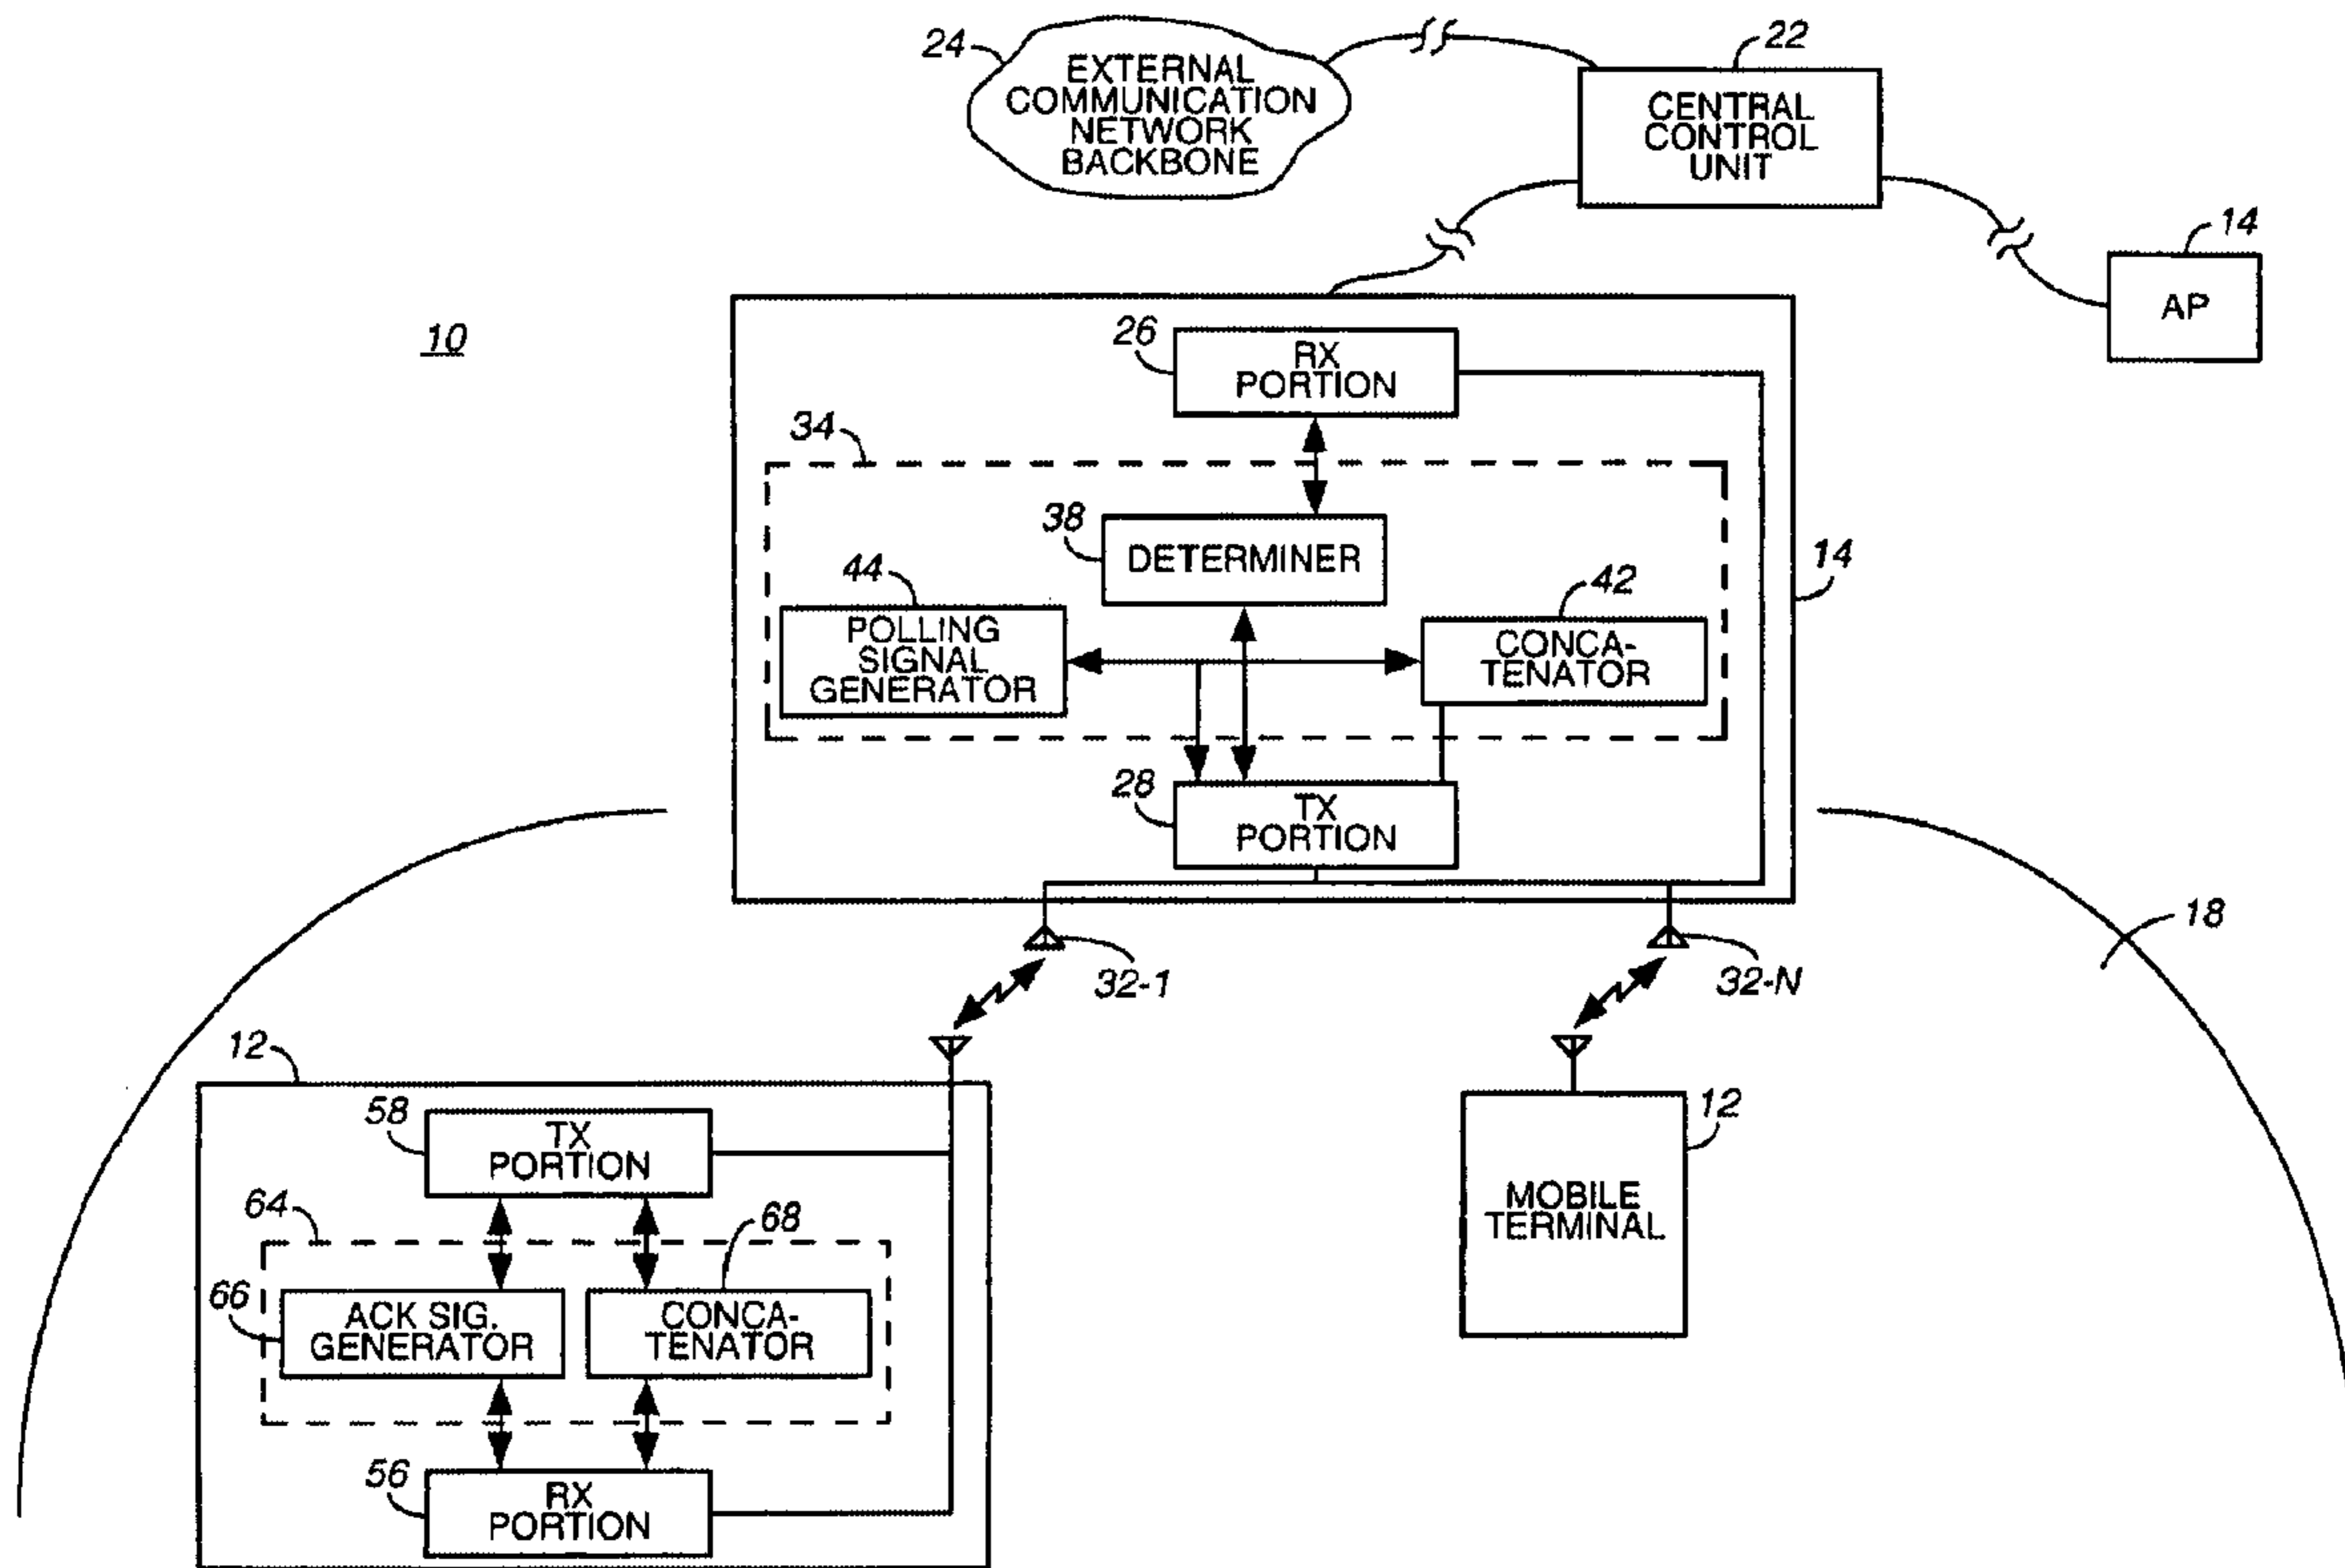 24
EXTERNAL
COMMUNICATION
NETWORK
BACKBONE
22
CENTRAL
CONTROL
UNIT
14
AP
10
26
RX
PORTION
34
38
DETERMINER
14
44
POLLING
SIGNAL
GENERATOR
42
CONCA-
TENATOR
28
TX
PORTION
18
32-1
32-N
12
58
TX
PORTION
12
MOBILE
TERMINAL
64
68
66
ACK SIG.
GENERATOR
CONCA-
TENATOR
56
RX
PORTION